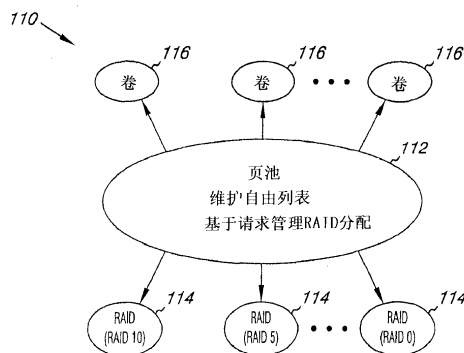 110
116 116 116
卷 卷 ••• 卷
112
页池
维护自由列表
基于请求管理RAID分配
114 114 114
RAID RAID ••• RAID
(RAID 10) (RAID 5) (RAID 0)